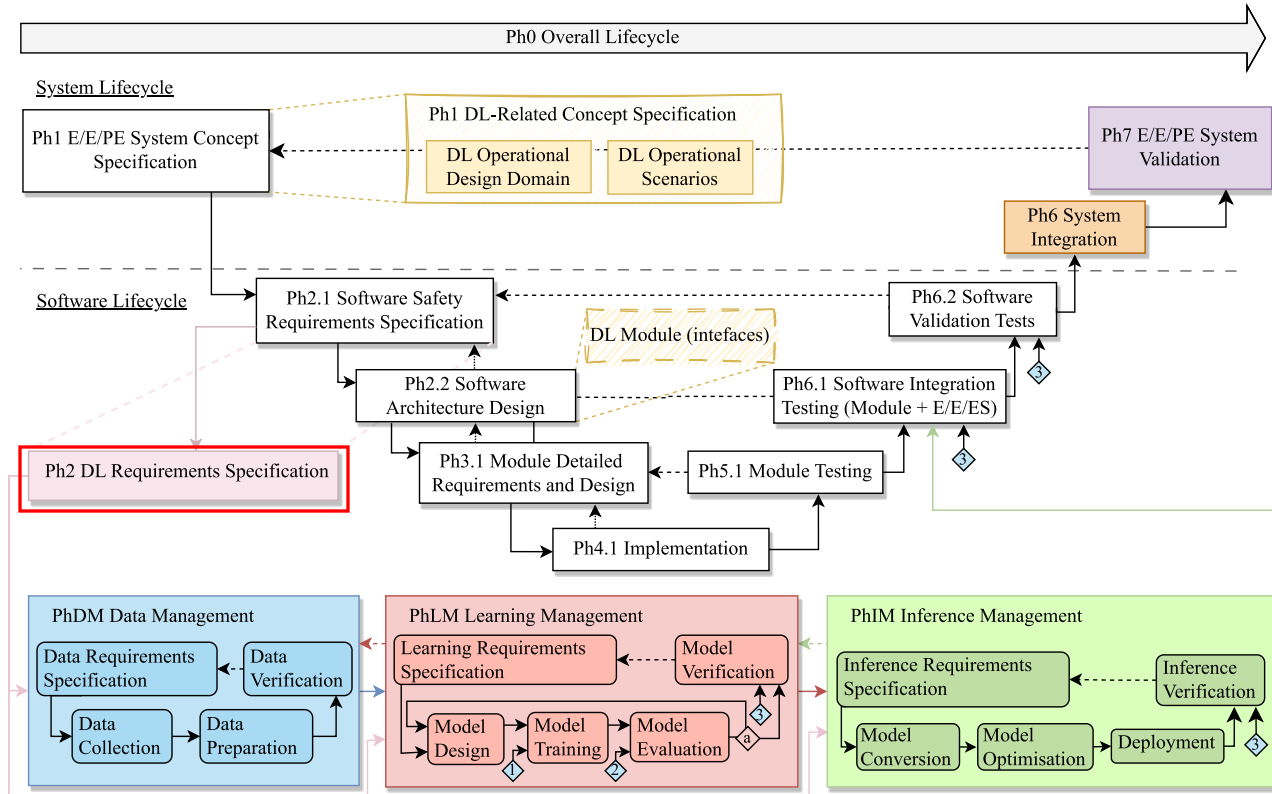 Ph0 Overall Lifecycle
System Lifecycle
Ph1 E/E/PE System Concept
Specification
Ph1 DL-Related Concept Specification
DL Operational
Design Domain
DL Operational
Scenarios
Ph7 E/E/PE System
Validation
Ph6 System
Integration
Software Lifecycle
Ph2.1 Software Safety
Requirements Specification
Ph6.2 Software
Validation Tests
DL Module (intefaces)
3
Ph2.2 Software
Architecture Design
Ph6.1 Software Integration
Testing (Module + E/E/ES)
3
Ph2 DL Requirements Specification
Ph3.1 Module Detailed
Requirements and Design
Ph5.1 Module Testing
Ph4.1 Implementation
PhDM Data Management
Data Requirements
Specification
Data
Verification
Data
Collection
Data
Preparation
PhLM Learning Management
Learning Requirements
Specification
Model
Verification
3
Model
Design
Model
Training
Model
Evaluation
a
1
2
PhIM Inference Management
Inference Requirements
Specification
Inference
Verification
Model
Conversion
Model
Optimisation
Deployment
3